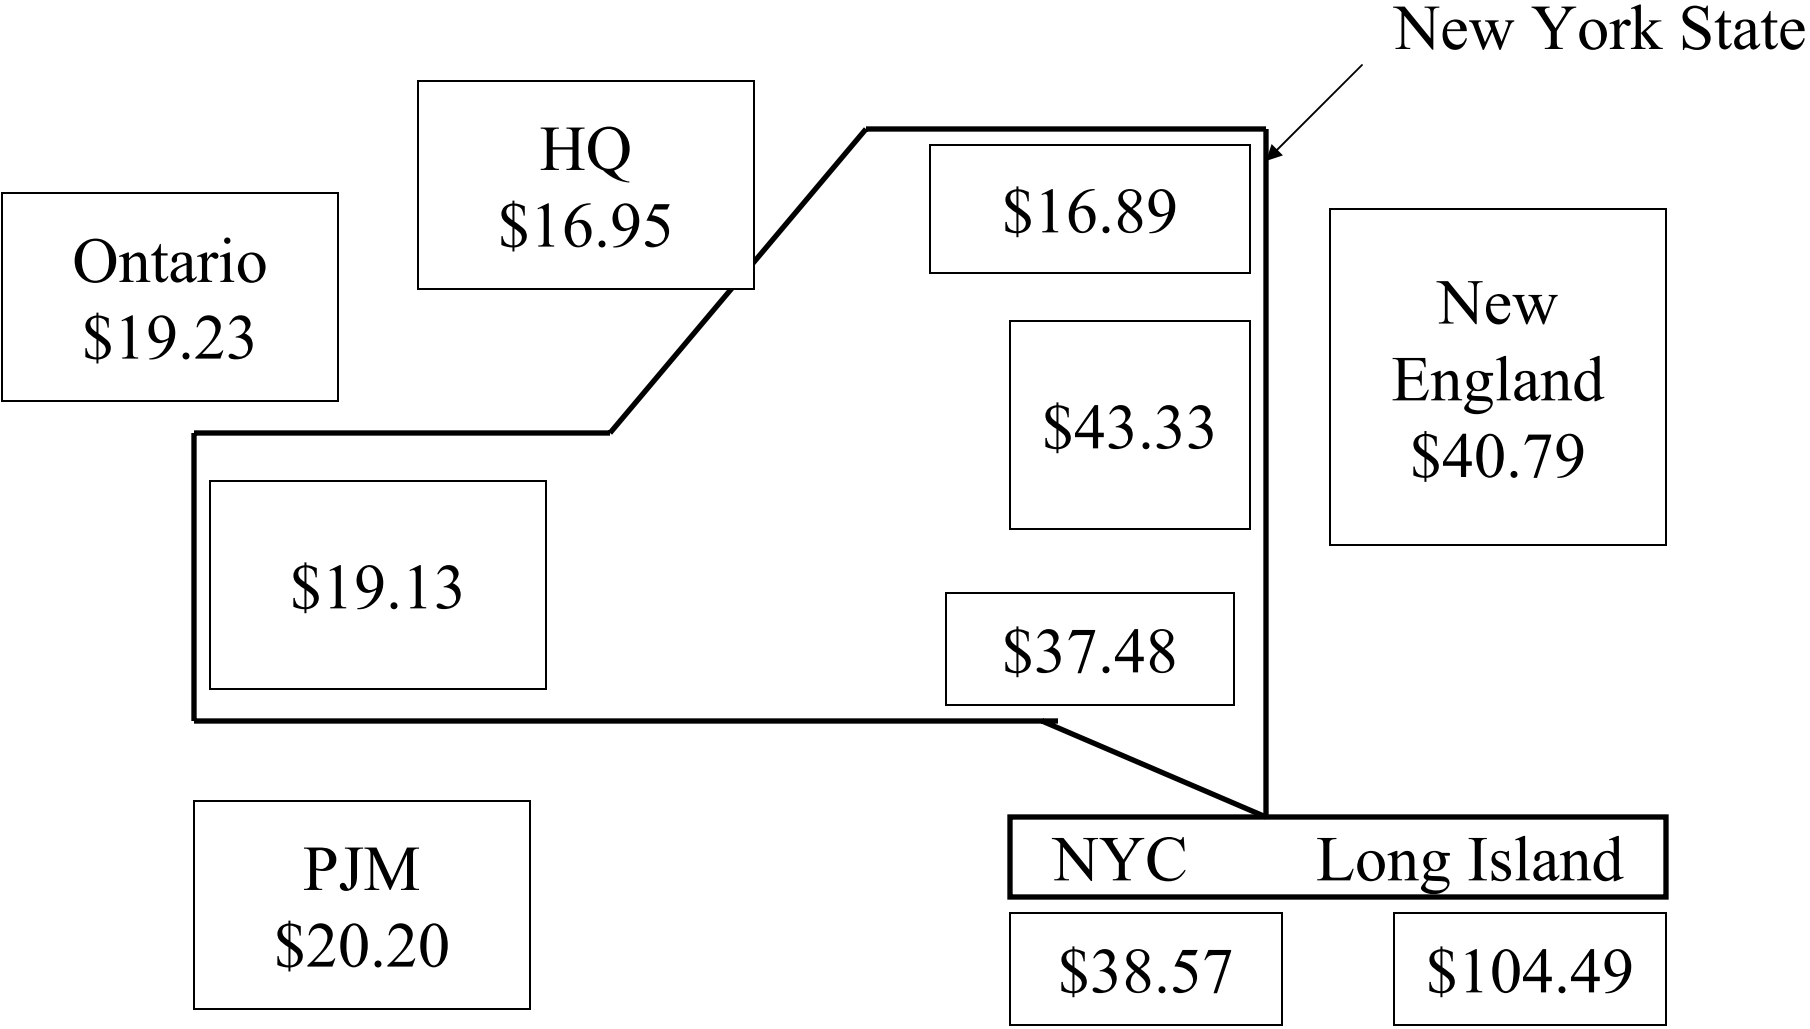 New York State
HQ
$16.95
$16.89
Ontario
$19.23
New
England
$40.79
$43.33
$19.13
$37.48
PJM
$20.20
NYC Long Island
$38.57
$104.49